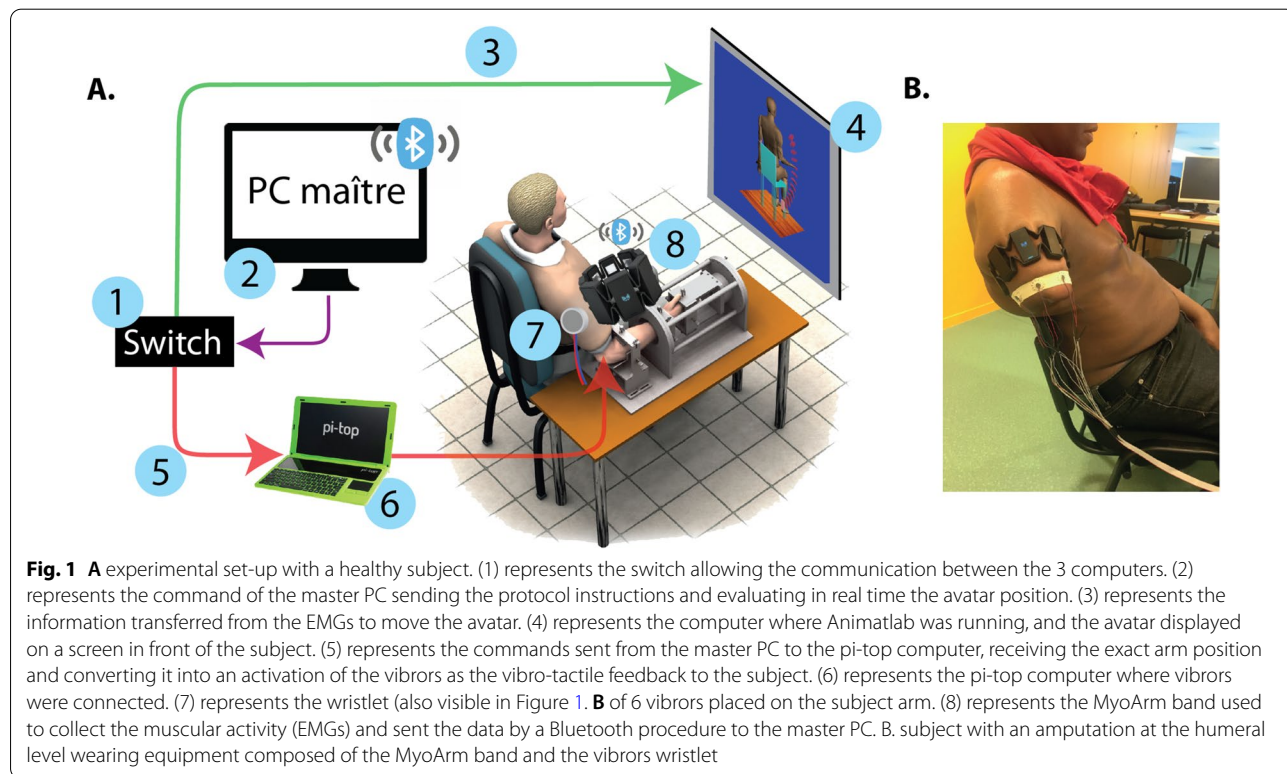 A.
3
B.
4
PC maître
8
2
1
Switch
7
pi-top
5
6
Fig. 1 A experimental set-up with a healthy subject. (1) represents the switch allowing the communication between the 3 computers. (2)
represents the command of the master PC sending the protocol instructions and evaluating in real time the avatar position. (3) represents the
information transferred from the EMGs to move the avatar. (4) represents the computer where Animatlab was running, and the avatar displayed
on a screen in front of the subject. (5) represents the commands sent from the master PC to the pi-top computer, receiving the exact arm position
and converting it into an activation of the vibrors as the vibro-tactile feedback to the subject. (6) represents the pi-top computer where vibrors
were connected. (7) represents the wristlet (also visible in Figure 1. B of 6 vibrors placed on the subject arm. (8) represents the MyoArm band used
to collect the muscular activity (EMGs) and sent the data by a Bluetooth procedure to the master PC. B. subject with an amputation at the humeral
level wearing equipment composed of the MyoArm band and the vibrors wristlet